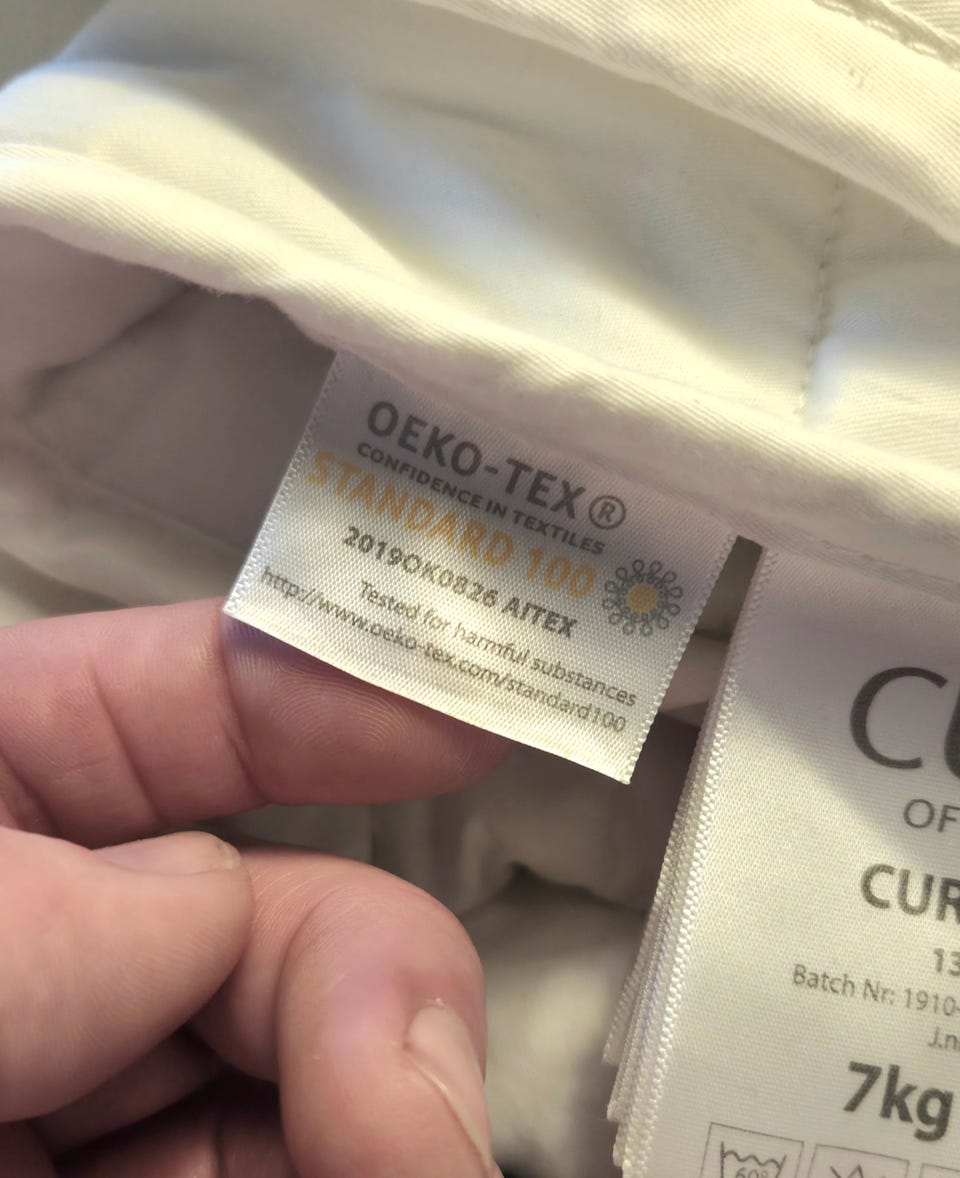 OEKO-TEX®
CONFIDENCE IN TEXTILES
STANDARD 100
2019OK0826 AITEX
Tested for harmful substances
http://www.oeko-tex.com/standard100
OF
CUR
13
Batch Nr: 1910-
J.n
7kg
60°